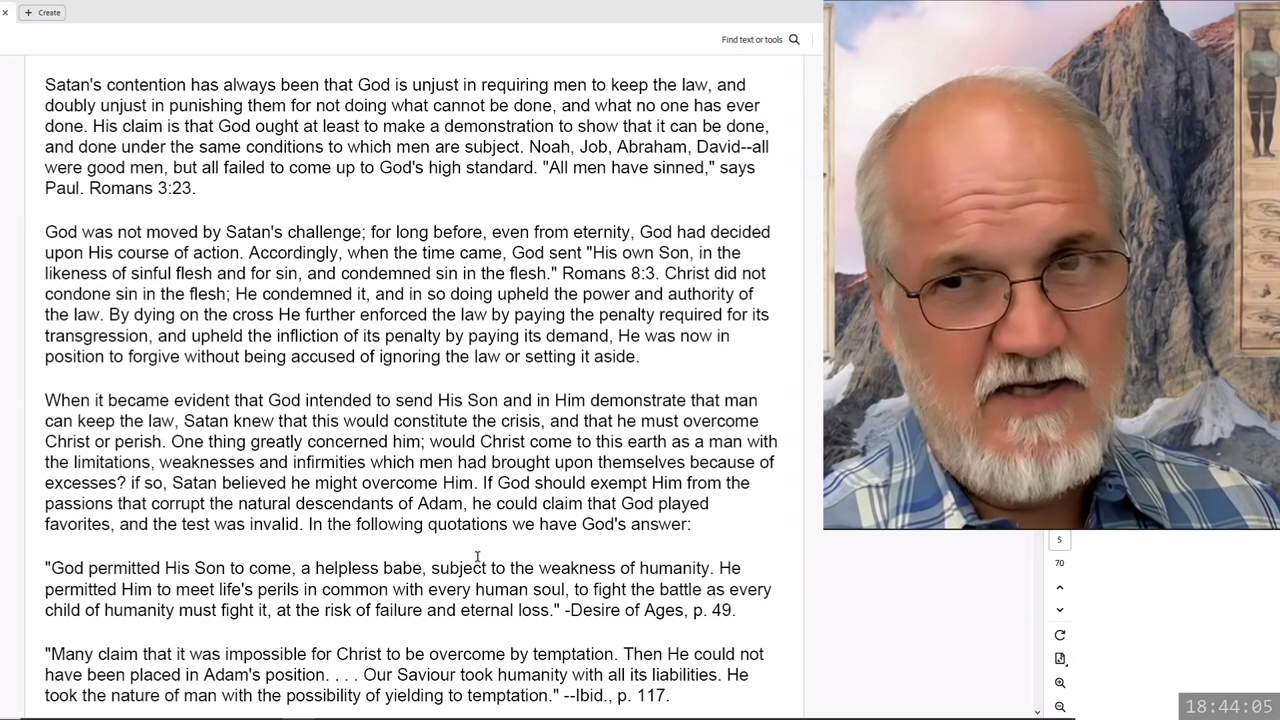 Create
Find text or tools
Satan's contention has always been that God is unjust in requiring men to keep the law, and
doubly unjust in punishing them for not doing what cannot be done, and what no one has ever
done. His claim is that God ought at least to make a demonstration to show that it can be done,
and done under the same conditions to which men are subject. Noah, Job, Abraham, David--all
were good men, but all failed to come up to God's high standard. "All men have sinned," says
Paul. Romans 3:23.
God was not moved by Satan's challenge; for long before, even from eternity, God had decided
upon His course of action. Accordingly, when the time came, God sent "His own Son, in the
likeness of sinful flesh and for sin, and condemned sin in the flesh." Romans 8:3. Christ did not
condone sin in the flesh; He condemned it, and in so doing upheld the power and authority of
the law. By dying on the cross He further enforced the law by paying the penalty required for its
transgression, and upheld the infliction of its penalty by paying its demand, He was now in
position to forgive without being accused of ignoring the law or setting it aside.
When it became evident that God intended to send His Son and in Him demonstrate that man
can keep the law, Satan knew that this would constitute the crisis, and that he must overcome
Christ or perish. One thing greatly concerned him; would Christ come to this earth as a man with
the limitations, weaknesses and infirmities which men had brought upon themselves because of
excesses? if so, Satan believed he might overcome Him. If God should exempt Him from the
passions that corrupt the natural descendants of Adam, he could claim that God played
favorites, and the test was invalid. In the following quotations we have God's answer:
"God permitted His Son to come, a helpless babe, subject to the weakness of humanity. He
permitted Him to meet life's perils in common with every human soul, to fight the battle as every
child of humanity must fight it, at the risk of failure and eternal loss." -Desire of Ages, p. 49.
"Many claim that it was impossible for Christ to be overcome by temptation. Then He could not
have been placed in Adam's position. . . . Our Saviour took humanity with all its liabilities. He
took the nature of man with the possibility of yielding to temptation." --Ibid., p. 117.
5
70
18:44:05